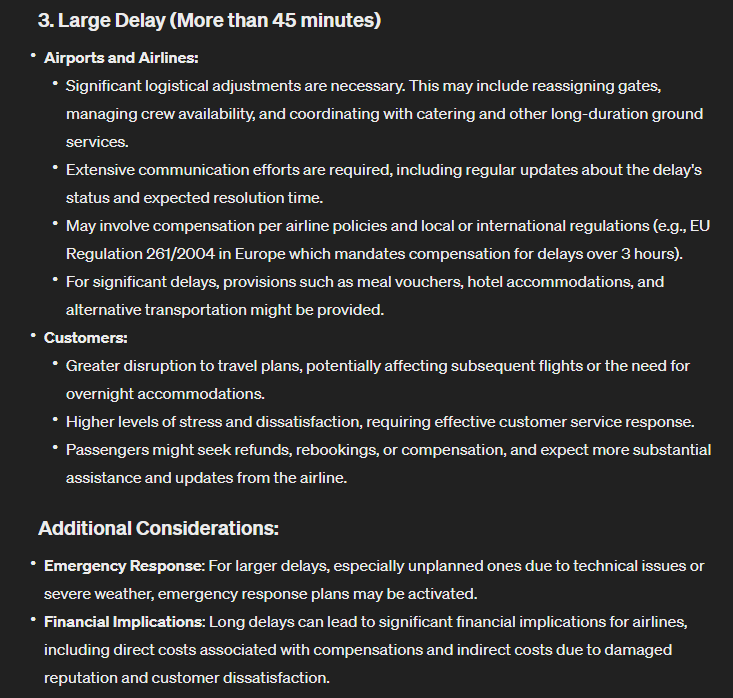 3. Large Delay (More than 45 minutes)
• Airports and Airlines:
• Significant logistical adjustments are necessary. This may include reassigning gates,
managing crew availability, and coordinating with catering and other long-duration ground
services.
• Extensive communication efforts are required, including regular updates about the delay's
status and expected resolution time.
• May involve compensation per airline policies and local or international regulations (e.g., EU
Regulation 261/2004 in Europe which mandates compensation for delays over 3 hours).
• For significant delays, provisions such as meal vouchers, hotel accommodations, and
alternative transportation might be provided.
• Customers:
• Greater disruption to travel plans, potentially affecting subsequent flights or the need for
overnight accommodations.
• Higher levels of stress and dissatisfaction, requiring effective customer service response.
• Passengers might seek refunds, rebookings, or compensation, and expect more substantial
assistance and updates from the airline.
Additional Considerations:
• Emergency Response: For larger delays, especially unplanned ones due to technical issues or
severe weather, emergency response plans may be activated.
• Financial Implications: Long delays can lead to significant financial implications for airlines,
including direct costs associated with compensations and indirect costs due to damaged
reputation and customer dissatisfaction.